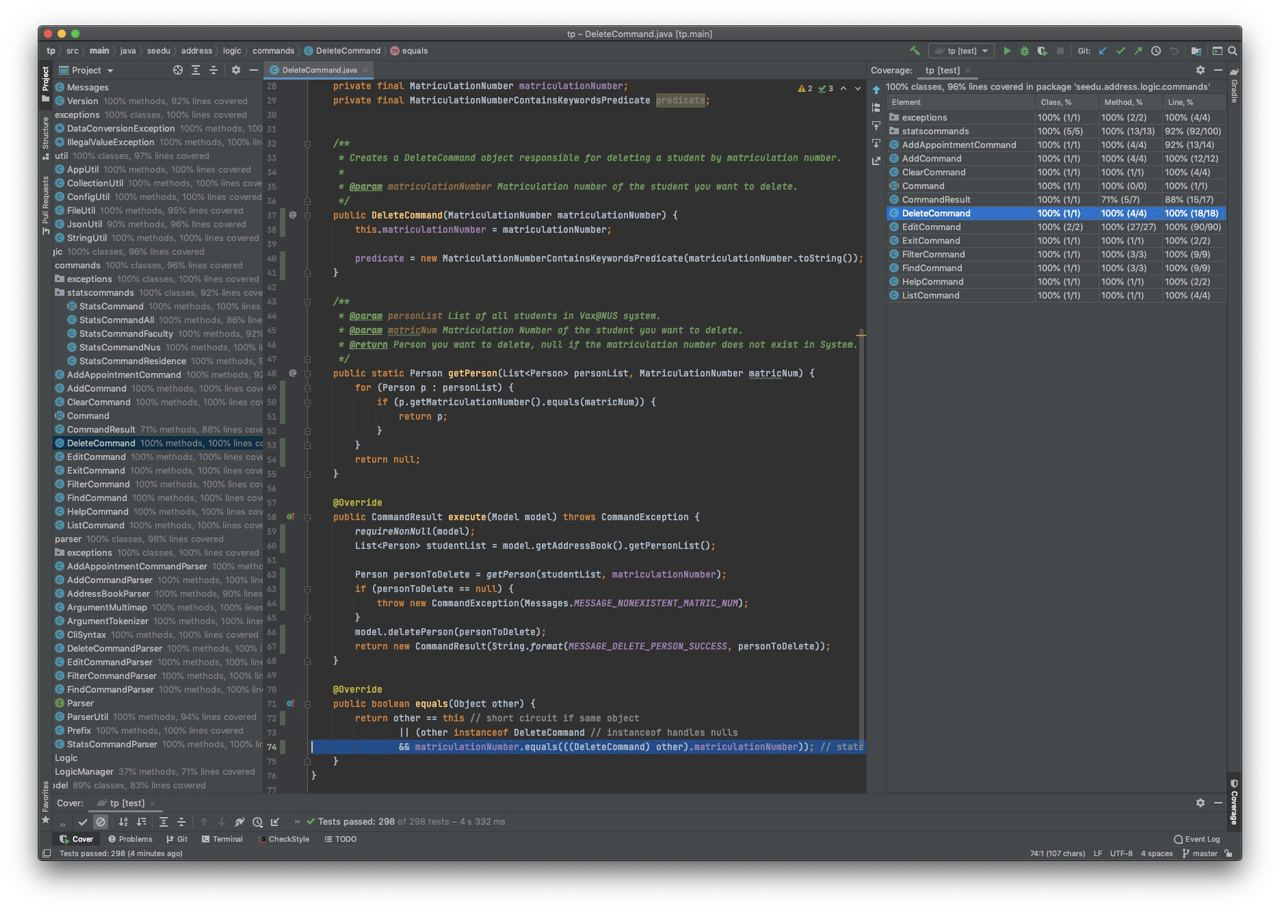 tp – DeleteCommand.java [tp.main]
tp src main java seedu address logic commands DeleteCommand equals
tp [test] Git:
Project
DeleteCommand.java
Coverage: tp [test]
Project
Structure
Pull Requests
Favorites
Messages
Version 100% methods, 92% lines covered
exceptions 100% classes, 100% lines covered
DataConversionException 100% methods, 100
IllegalValueException 100% methods, 100% lin
util 100% classes, 97% lines covered
AppUtil 100% methods, 100% lines covered
CollectionUtil 100% methods, 100% lines covere
ConfigUtil 100% methods, 100% lines covered
FileUtil 100% methods, 95% lines covered
JsonUtil 90% methods, 96% lines covered
StringUtil 100% methods, 100% lines covered
gic 100% classes, 96% lines covered
commands 100% classes, 96% lines covered
exceptions 100% classes, 100% lines covered
statscommands 100% classes, 92% lines covered
StatsCommand 100% methods, 100% lines
StatsCommandAll 100% methods, 86% line
StatsCommandFaculty 100% methods, 92%
StatsCommandNus 100% methods, 100% lines
StatsCommandResidence 100% methods, 9
AddAppointmentCommand 100% methods, 92%
AddCommand 100% methods, 100% lines covere
ClearCommand 100% methods, 100% lines cover
Command 100% methods, 100% lines covered
CommandResult 71% methods, 88% lines cove
DeleteCommand 100% methods, 100% lines co
EditCommand 100% methods, 100% lines covere
ExitCommand 100% methods, 100% lines covered
FilterCommand 100% methods, 100% lines cover
FindCommand 100% methods, 100% lines covere
HelpCommand 100% methods, 100% lines covere
ListCommand 100% methods, 100% lines covered
parser 100% classes, 98% lines covered
exceptions 100% classes, 100% lines covered
AddAppointmentCommandParser 100% method
AddCommandParser 100% methods, 100% lines
AddressBookParser 100% methods, 90% lines
ArgumentMultimap 100% methods, 100% lines
ArgumentTokenizer 100% methods, 100% lines
CliSyntax 100% methods, 100% lines covered
DeleteCommandParser 100% methods, 100% l
EditCommandParser 100% methods, 100% lines
FilterCommandParser 100% methods, 100% line
FindCommandParser 100% methods, 100% lines
Parser
ParserUtil 100% methods, 94% lines covered
Prefix 100% methods, 100% lines covered
StatsCommandParser 100% methods, 100% lines
Logic
LogicManager 37% methods, 71% lines covered
odel 89% classes, 83% lines covered
28 private final MatriculationNumber matriculationNumber;
29 private final MatriculationNumberContainsKeywordsPredicate predicate;
30
31
32 /**
33 * Creates a DeleteCommand object responsible for deleting a student by matriculation number.
34 *
35 * @param matriculationNumber Matriculation number of the student you want to delete.
36 */
37 @ public DeleteCommand(MatriculationNumber matriculationNumber) {
38 this.matriculationNumber = matriculationNumber;
39
40 predicate = new MatriculationNumberContainsKeywordsPredicate(matriculationNumber.toString());
41 }
42
43 /**
44 * @param personList List of all students in Vax@NUS system.
45 * @param matricNum Matriculation Number of the student you want to delete.
46 * @return Person you want to delete, null if the matriculation number does not exist in System.
47 */
48 @ public static Person getPerson(List<Person> personList, MatriculationNumber matricNum) {
49 for (Person p : personList) {
50 if (p.getMatriculationNumber().equals(matricNum)) {
51 return p;
52 }
53 }
54 return null;
55 }
56
57 @Override
58 public CommandResult execute(Model model) throws CommandException {
59 requireNonNull(model);
60 List<Person> studentList = model.getAddressBook().getPersonList();
61
62 Person personToDelete = getPerson(studentList, matriculationNumber);
63 if (personToDelete == null) {
64 throw new CommandException(Messages.MESSAGE_NONEXISTENT_MATRIC_NUM);
65 }
66 model.deletePerson(personToDelete);
67 return new CommandResult(String.format(MESSAGE_DELETE_PERSON_SUCCESS, personToDelete));
68 }
69
70 @Override
71 public boolean equals(Object other) {
72 return other == this // short circuit if same object
73 || (other instanceof DeleteCommand // instanceof handles nulls
74 && matriculationNumber.equals(((DeleteCommand) other).matriculationNumber)); // state
75 }
76 }
77
2 3
100% classes, 96% lines covered in package 'seedu.address.logic.commands'
Element Class, % Method, % Line, %
exceptions 100% (1/1) 100% (2/2) 100% (4/4)
statscommands 100% (5/5) 100% (13/13) 92% (92/100)
AddAppointmentCommand 100% (1/1) 100% (4/4) 92% (13/14)
AddCommand 100% (1/1) 100% (4/4) 100% (12/12)
ClearCommand 100% (1/1) 100% (1/1) 100% (4/4)
Command 100% (1/1) 100% (0/0) 100% (1/1)
CommandResult 100% (1/1) 71% (5/7) 88% (15/17)
DeleteCommand 100% (1/1) 100% (4/4) 100% (18/18)
EditCommand 100% (2/2) 100% (27/27) 100% (90/90)
ExitCommand 100% (1/1) 100% (1/1) 100% (2/2)
FilterCommand 100% (1/1) 100% (3/3) 100% (9/9)
FindCommand 100% (1/1) 100% (3/3) 100% (9/9)
HelpCommand 100% (1/1) 100% (1/1) 100% (2/2)
ListCommand 100% (1/1) 100% (1/1) 100% (4/4)
Gradle
Coverage
Cover: tp [test]
Tests passed: 298 of 298 tests – 4 s 332 ms
Cover Problems Git Terminal CheckStyle TODO Event Log
Tests passed: 298 (4 minutes ago) 74:1 (107 chars) LF UTF-8 4 spaces master